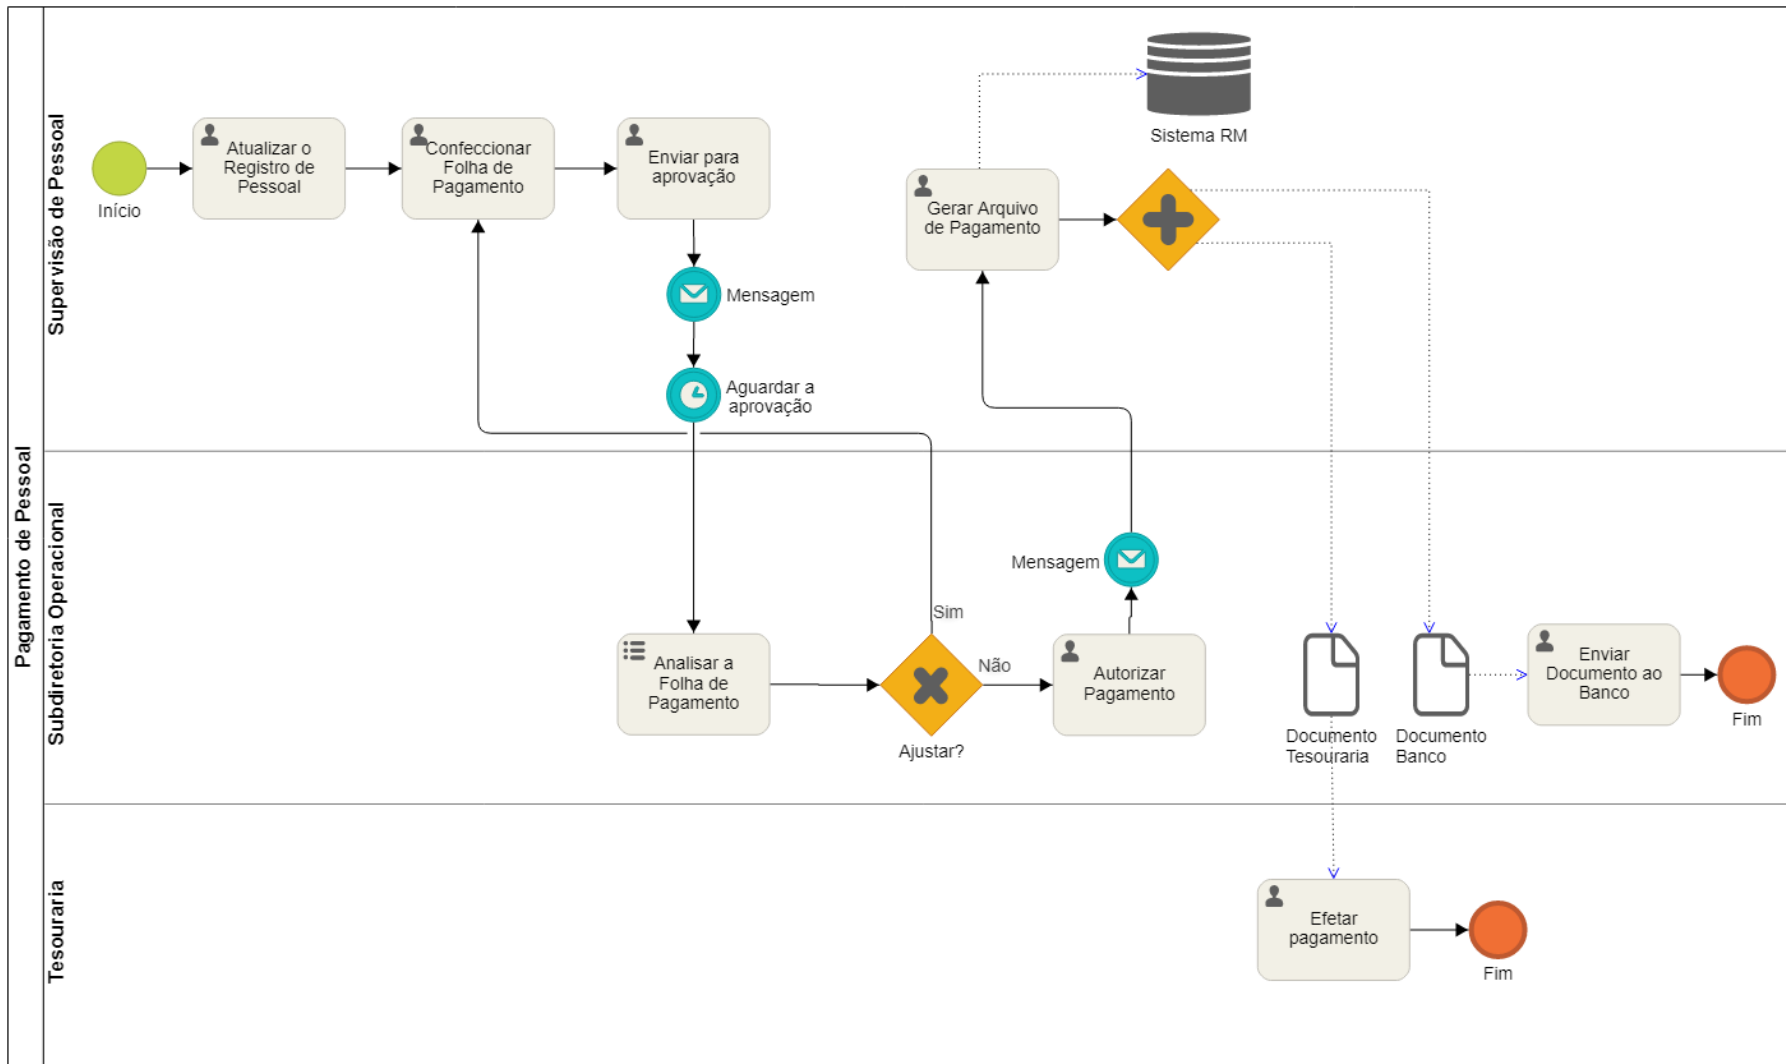 Pagamento de Pessoal
Supervisão de Pessoal
Início
Atualizar o
Registro de
Pessoal
Confeccionar
Folha de
Pagamento
Enviar para
aprovação
Mensagem
Aguardar a
aprovação
Gerar Arquivo
de Pagamento
Sistema RM
Subdiretoria Operacional
Analisar a
Folha de
Pagamento
Sim
Não
Ajustar?
Autorizar
Pagamento
Mensagem
Documento
Tesouraria
Documento
Banco
Enviar
Documento ao
Banco
Fim
Tesouraria
Efetar
pagamento
Fim